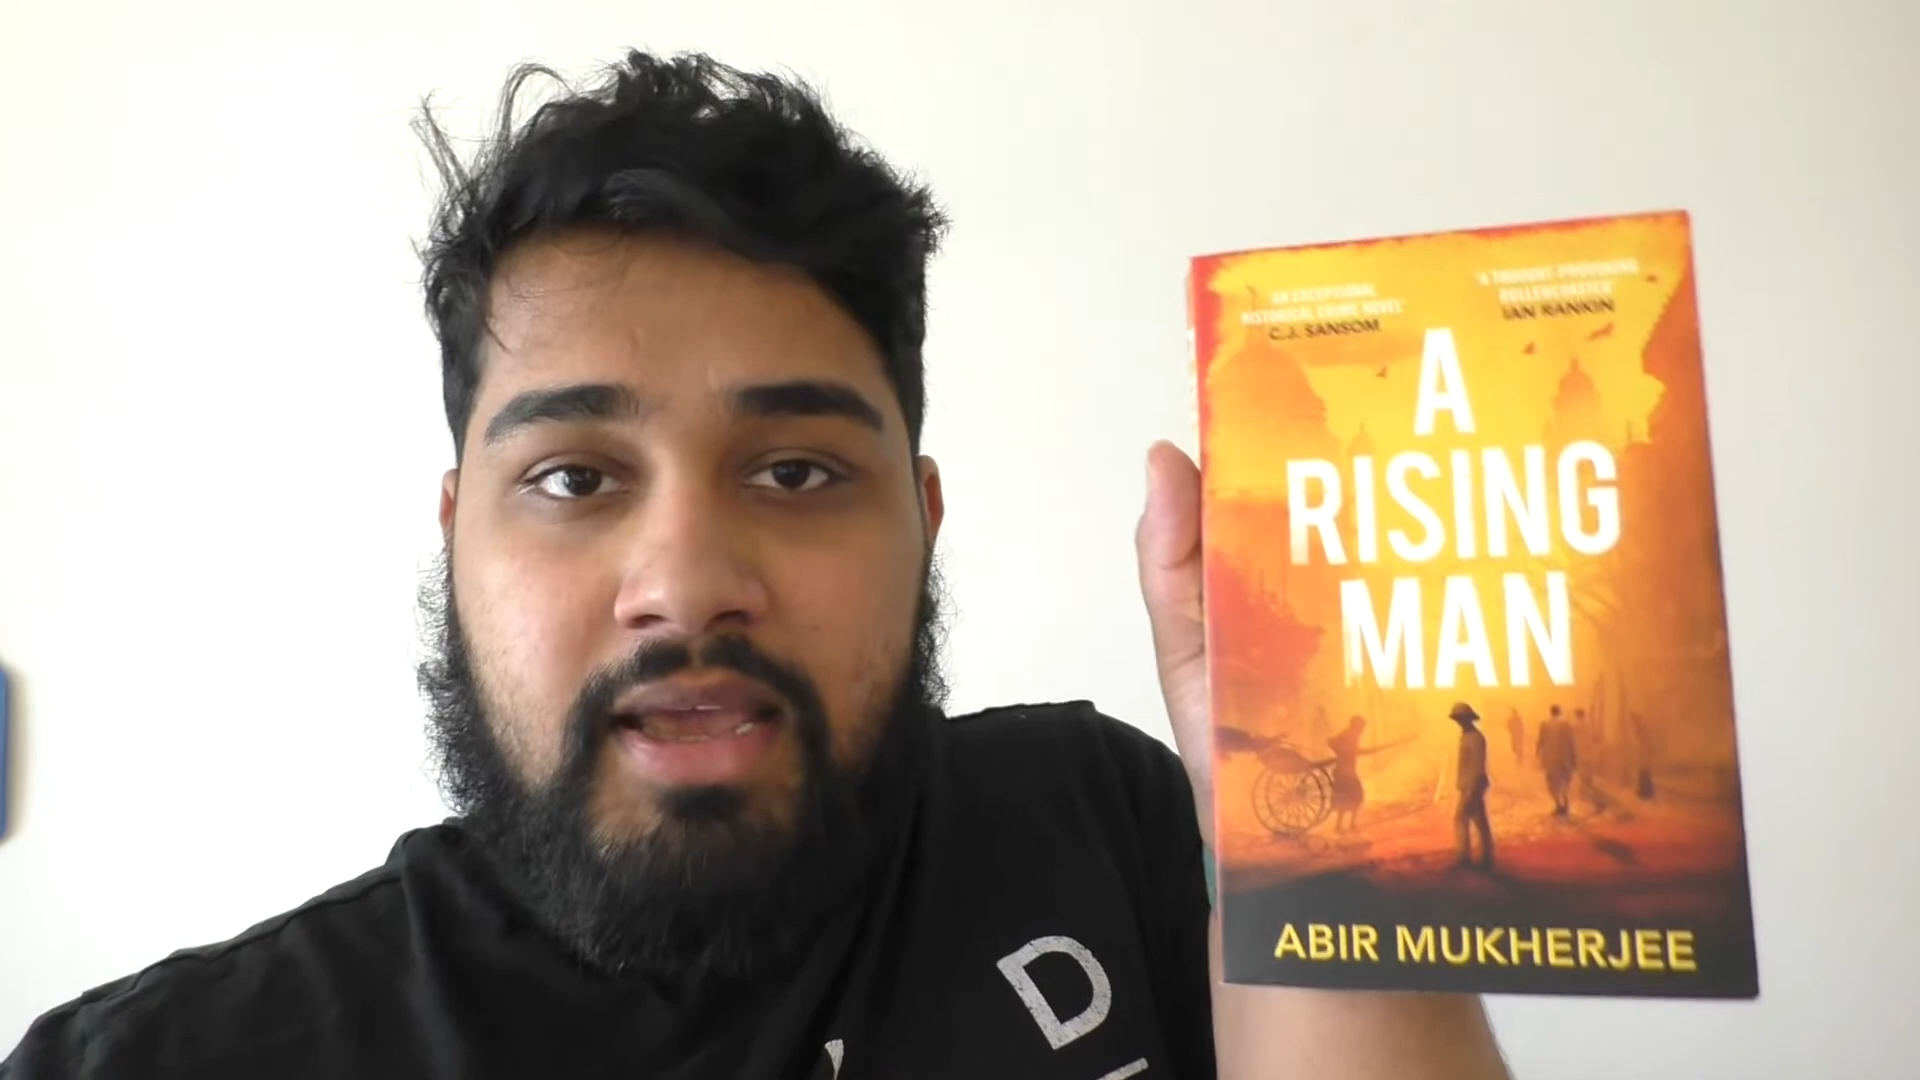 'AN EXCEPTIONAL
HISTORICAL CRIME NOVEL'
C.J. SANSOM
'A THOUGHT-PROVOKING
ROLLERCOASTER'
IAN RANKIN
A
RISING
MAN
ABIR MUKHERJEE
D